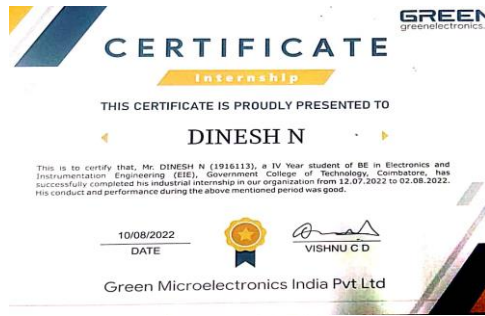 GREEN
greenelectronics.
CERTIFICATE
Internship
THIS CERTIFICATE IS PROUDLY PRESENTED TO
DINESH N
This is to certify that, Mr. DINESH N (1916113), a IV Year student of BE in Electronics and
Instrumentation Engineering (EIE), Government College of Technology, Coimbatore, has
successfully completed his industrial internship in our organization from 12.07.2022 to 02.08.2022.
His conduct and performance during the above mentioned period was good.
10/08/2022
DATE
VISHNU C D
Green Microelectronics India Pvt Ltd